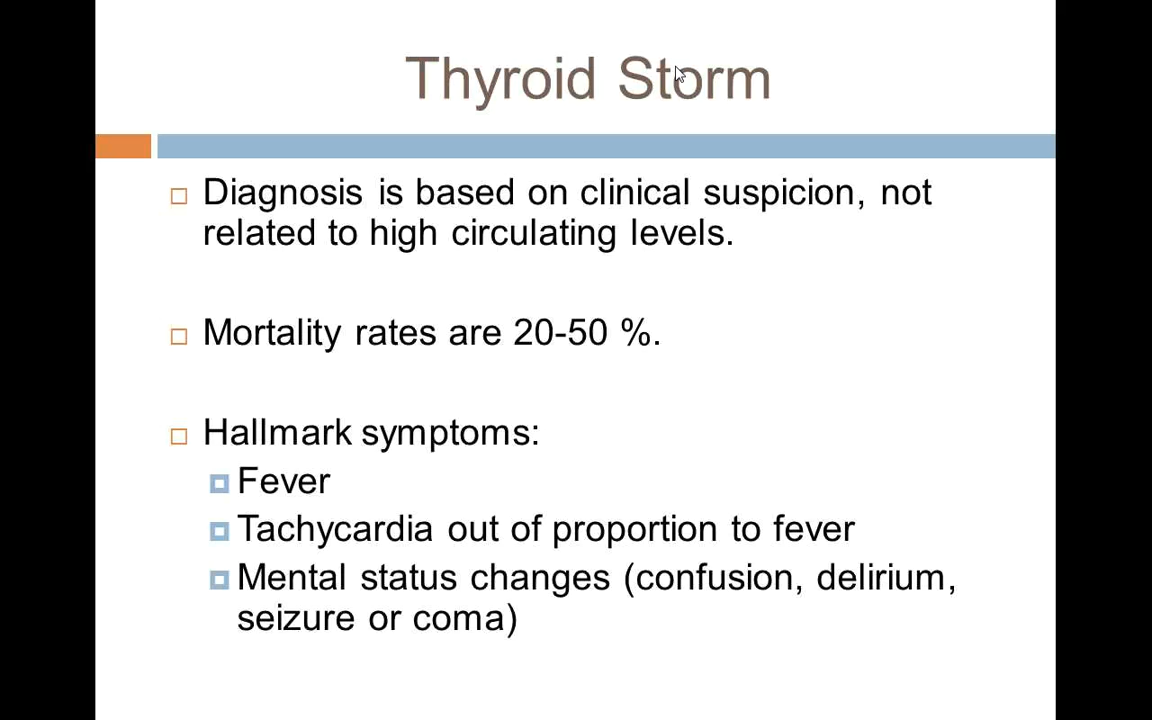 Thyroid Storm
Diagnosis is based on clinical suspicion, not
related to high circulating levels.
Mortality rates are 20-50 %.
Hallmark symptoms:
Fever
Tachycardia out of proportion to fever
Mental status changes (confusion, delirium,
seizure or coma)